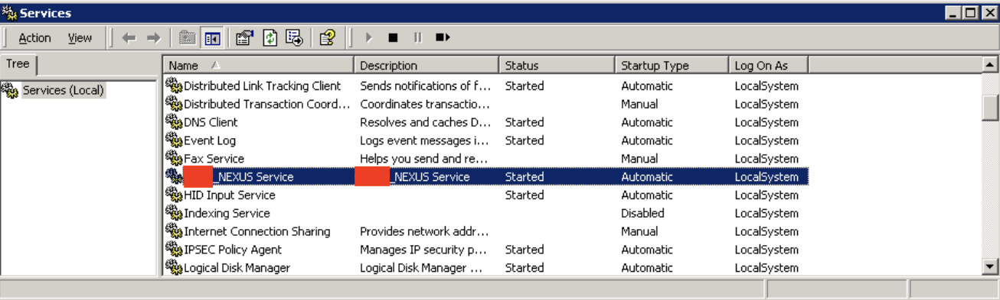 Services
Action View
Tree
Name Description Status Startup Type Log On As
Services (Local)
Distributed Link Tracking Client Sends notifications of f... Started Automatic LocalSystem
Distributed Transaction Coord... Coordinates transactio... Manual LocalSystem
DNS Client Resolves and caches D... Started Automatic LocalSystem
Event Log Logs event messages i... Started Automatic LocalSystem
Fax Service Helps you send and re... Manual LocalSystem
_NEXUS Service _NEXUS Service Started Automatic LocalSystem
HID Input Service Started Automatic LocalSystem
Indexing Service Disabled LocalSystem
Internet Connection Sharing Provides network addr... Manual LocalSystem
IPSEC Policy Agent Manages IP security p... Started Automatic LocalSystem
Logical Disk Manager Logical Disk Manager ... Started Automatic LocalSystem